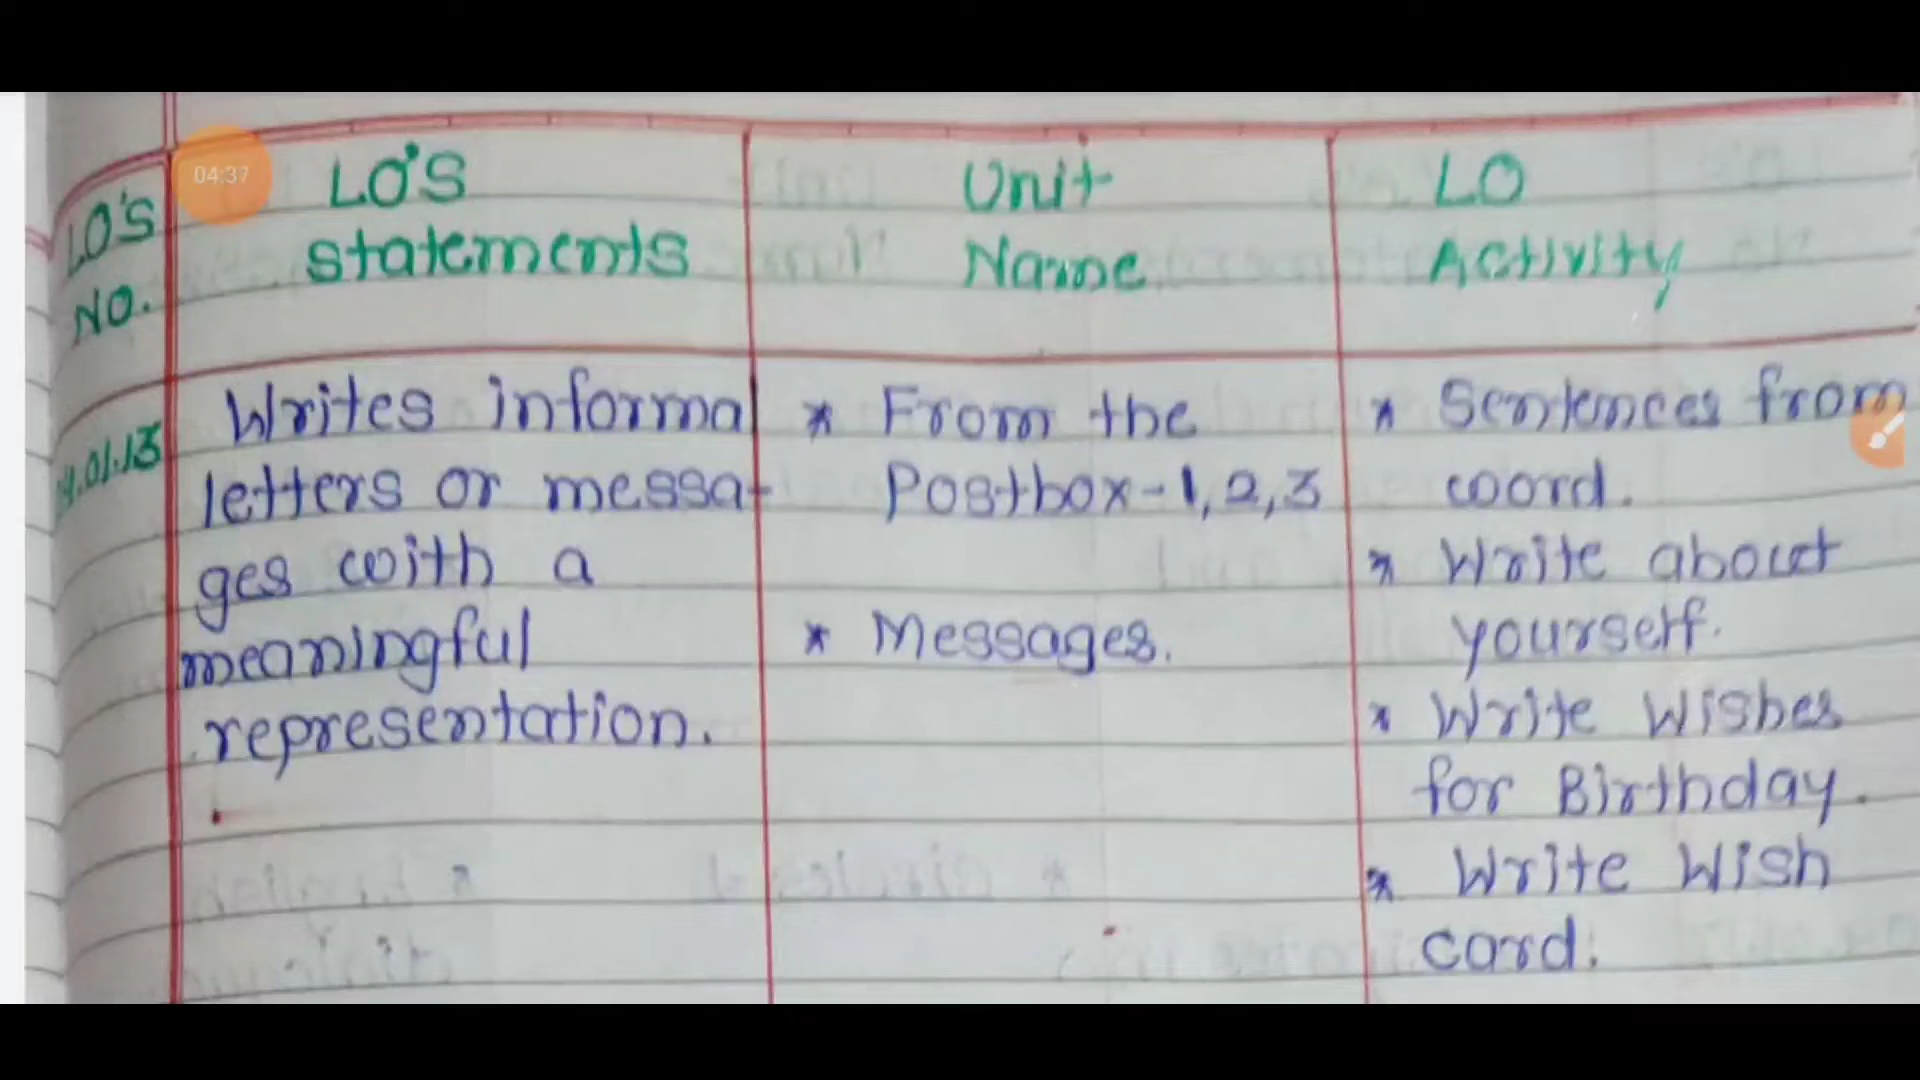 04:37
LO'S
NO.
LO'S
statements
Unit
Name
LO
Activity
.01.13
Writes informal
letters or messa-
ges with a
meaningful
representation.
* From the
Postbox-1,2,3
* Messages.
* Sentences from
* Write about
yourself.
* Write Wishes
for Birthday.
* Write Wish
card.